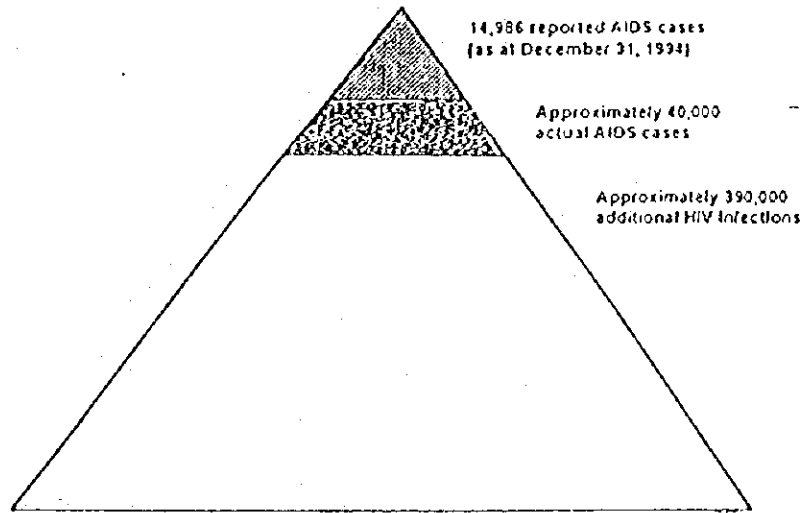 14,986 reported AIDS cases
(as at December 31, 1994)
Approximately 40,000
actual AIDS cases
Approximately 390,000
additional HIV Infections